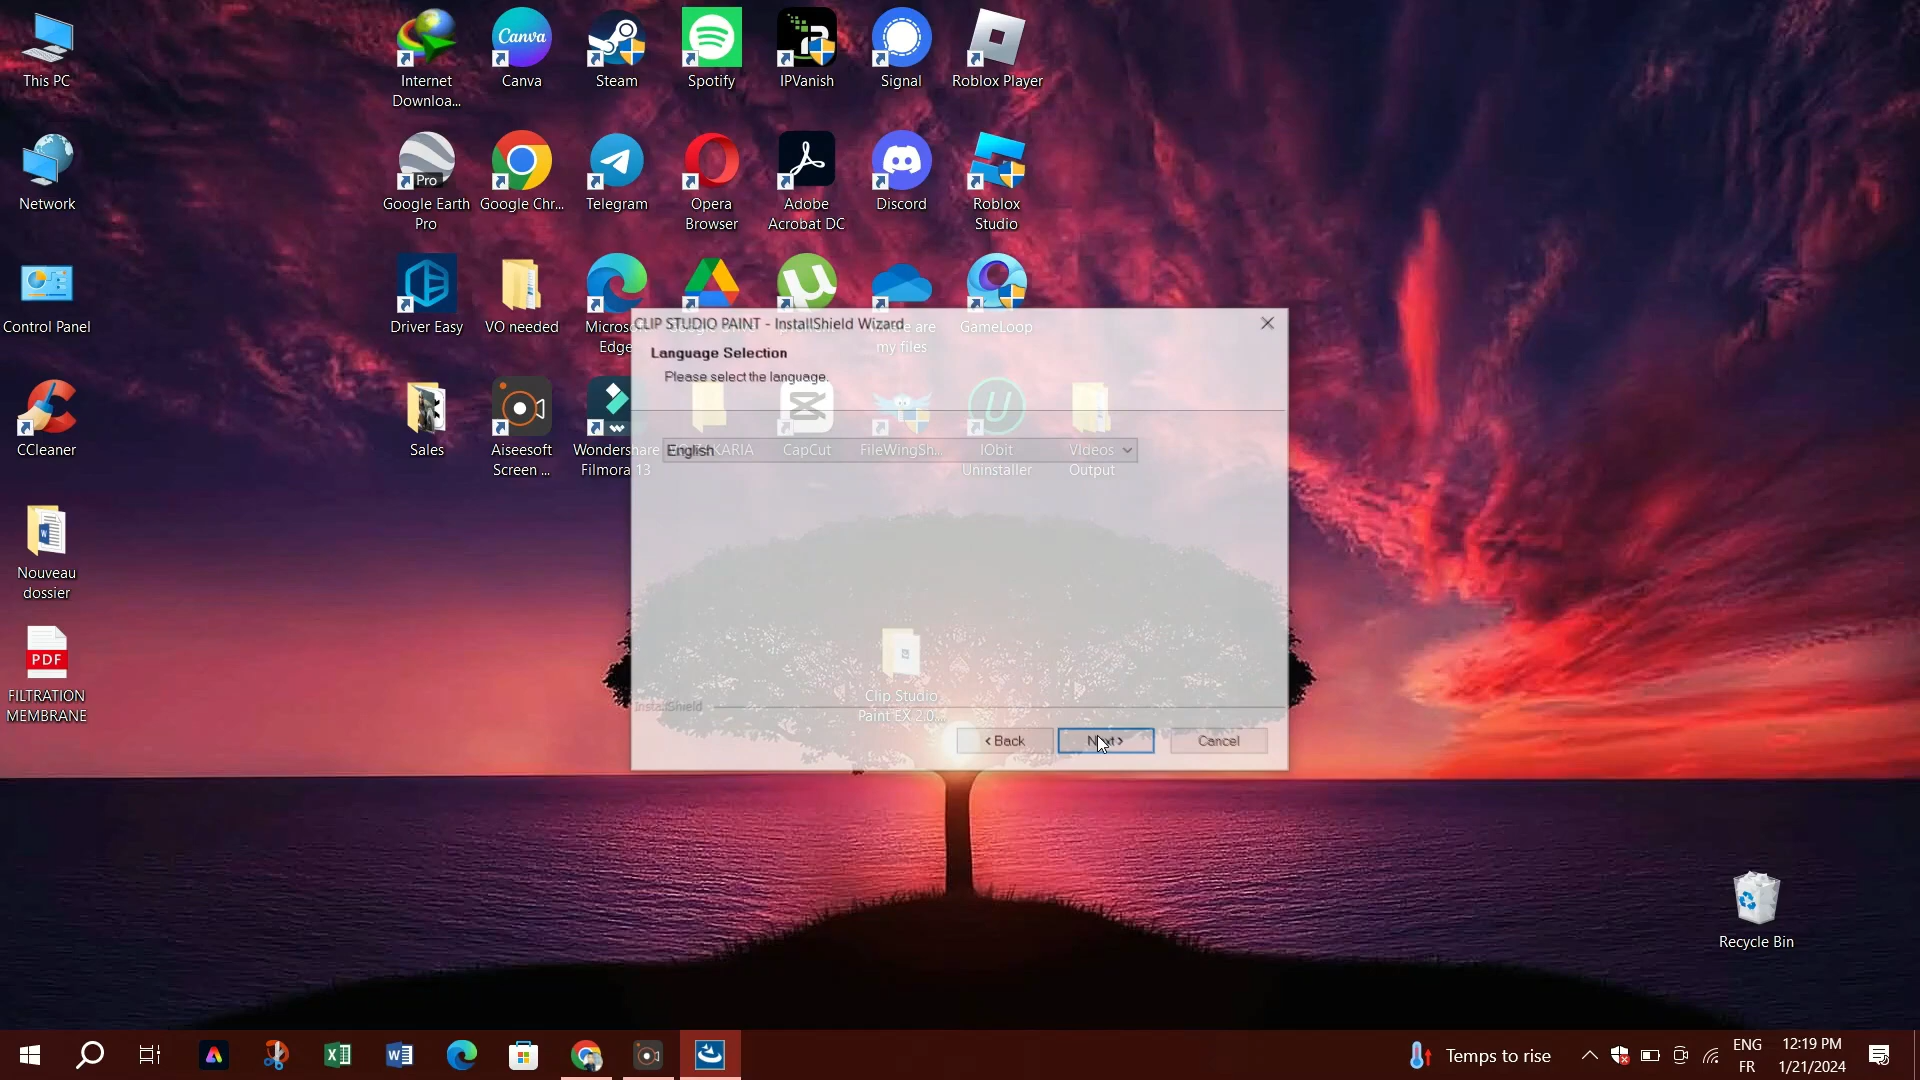 This PC
Internet
Downloa...
Canva
Steam
Spotify
IPVanish
Signal
Roblox Player
Network
Pro
Google Earth
Pro
Google Chr...
Telegram
Opera
Browser
Adobe
Acrobat DC
Discord
Roblox
Studio
Control Panel
Driver Easy
VO needed
Edge
my files
GameLoop
CLIP STUDIO PAINT - InstallShield Wizard
Language Selection
Please select the language.
English
CCleaner
Sales
Aiseesoft
Screen ...
Wondershare
Filmora 13
CapCut
FileWingSh...
IObit
Uninstaller
Videos
Output
Nouveau
dossier
PDF
FILTRATION
MEMBRANE
Clip Studio
Paint EX 2.0...
InstallShield
< Back
Next >
Cancel
Recycle Bin
Temps to rise
ENG
FR
12:19 PM
1/21/2024